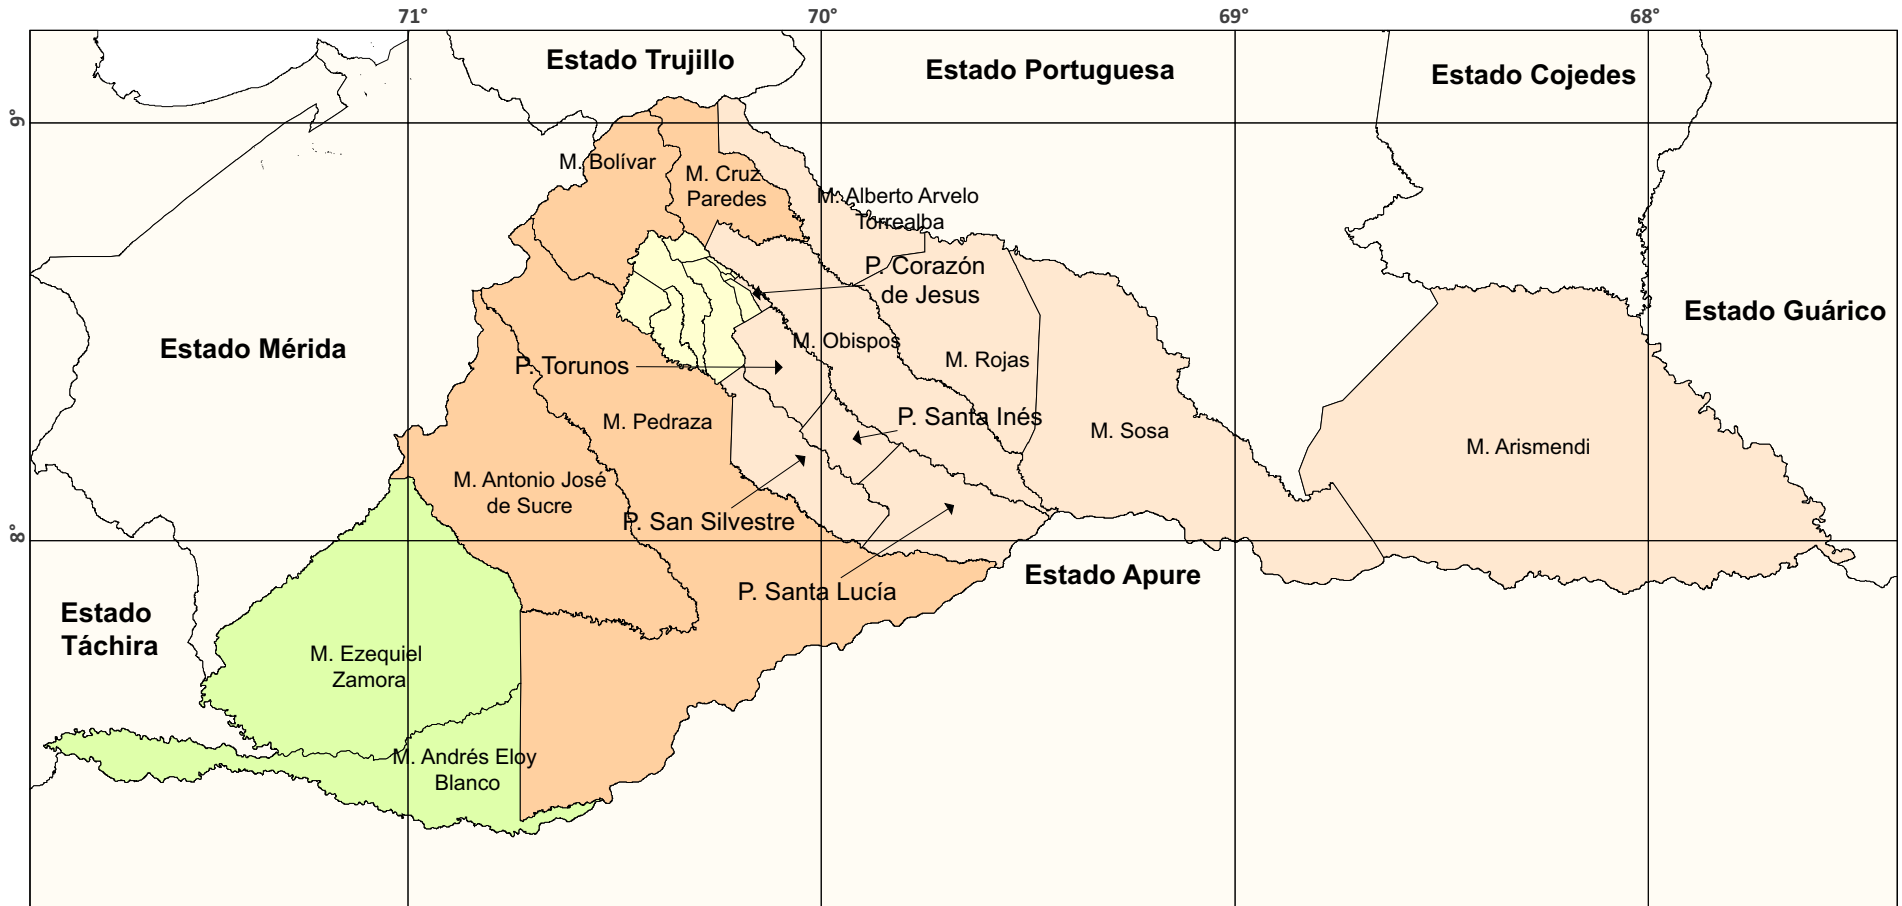 71°
70°
69°
68°
Estado Trujillo
Estado Portuguesa
Estado Cojedes
9°
M. Bolívar
M. Cruz
Paredes
M. Alberto Arvelo
Torrealba
P. Corazón
de Jesus
Estado Guárico
Estado Mérida
M. Obispos
M. Rojas
P. Torunos
M. Pedraza
P. Santa Inés
M. Sosa
M. Arismendi
M. Antonio José
de Sucre
P. San Silvestre
8°
Estado Apure
P. Santa Lucía
Estado
Táchira
M. Ezequiel
Zamora
M. Andrés Eloy
Blanco